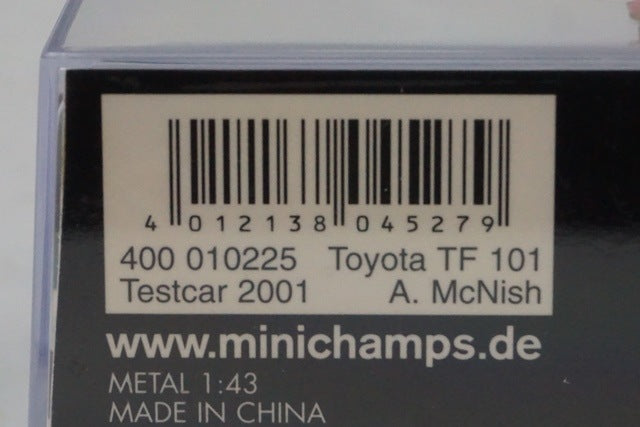 4 012138 045279
400 010225 Toyota TF 101
Testcar 2001 A. McNish
www.minichamps.de
METAL 1:43
MADE IN CHINA